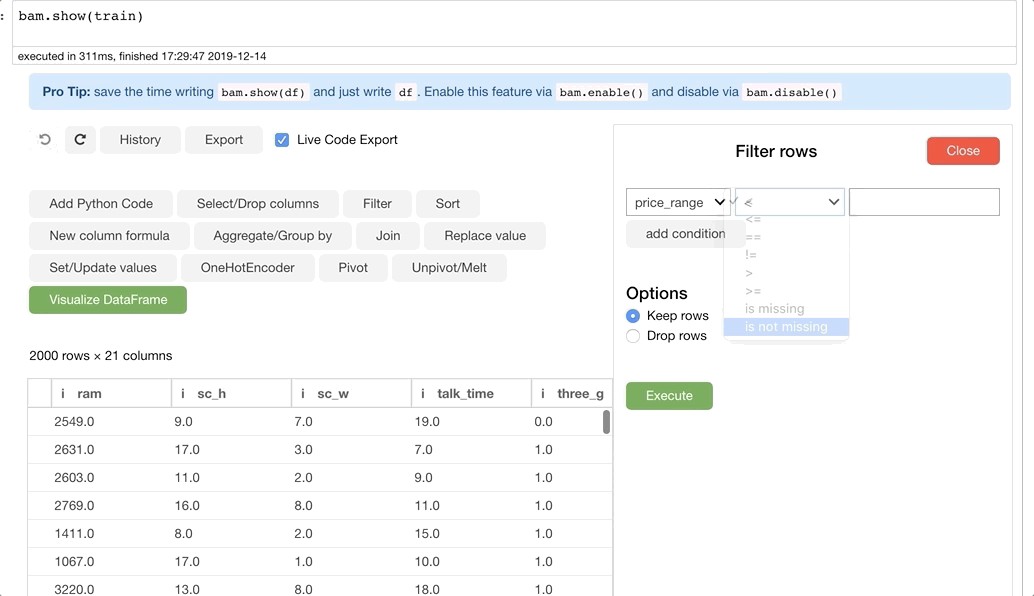 : bam.show(train)
executed in 311ms, finished 17:29:47 2019-12-14
Pro Tip: save the time writing bam.show(df) and just write df . Enable this feature via bam.enable() and disable via bam.disable()
History Export Live Code Export
Add Python Code Select/Drop columns Filter Sort
New column formula Aggregate/Group by Join Replace value
Set/Update values OneHotEncoder Pivot Unpivot/Melt
Visualize DataFrame
2000 rows × 21 columns
i ram i sc_h i sc_w i talk_time i three_g
2549.0 9.0 7.0 19.0 0.0
2631.0 17.0 3.0 7.0 1.0
2603.0 11.0 2.0 9.0 1.0
2769.0 16.0 8.0 11.0 1.0
1411.0 8.0 2.0 15.0 1.0
1067.0 17.0 1.0 10.0 1.0
3220.0 13.0 8.0 18.0 1.0
Filter rows Close
price_range <
<=
==
!=
>
>=
is missing
is not missing
add condition
Options
Keep rows
Drop rows
Execute